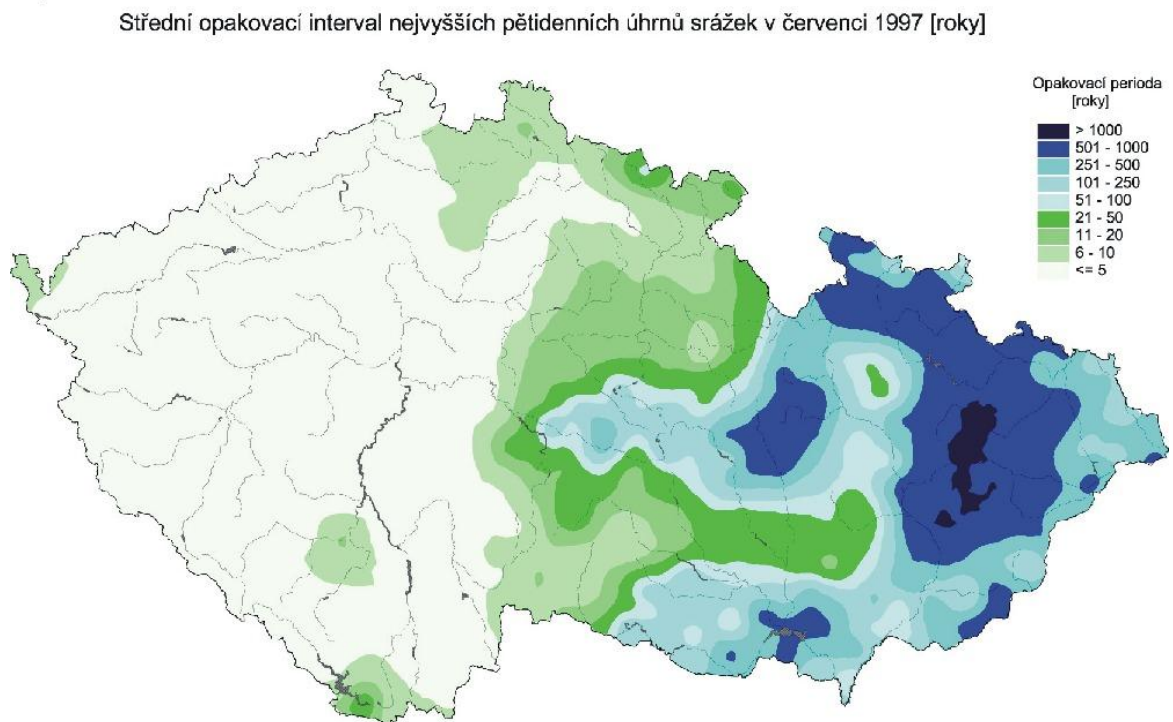 Střední opakovací interval nejvyšších pětidenních úhrnů srážek v červenci 1997 [roky]
Opakovací perioda
[roky]
> 1000
501 - 1000
251 - 500
101 - 250
51 - 100
21 - 50
11 - 20
6 - 10
<= 5